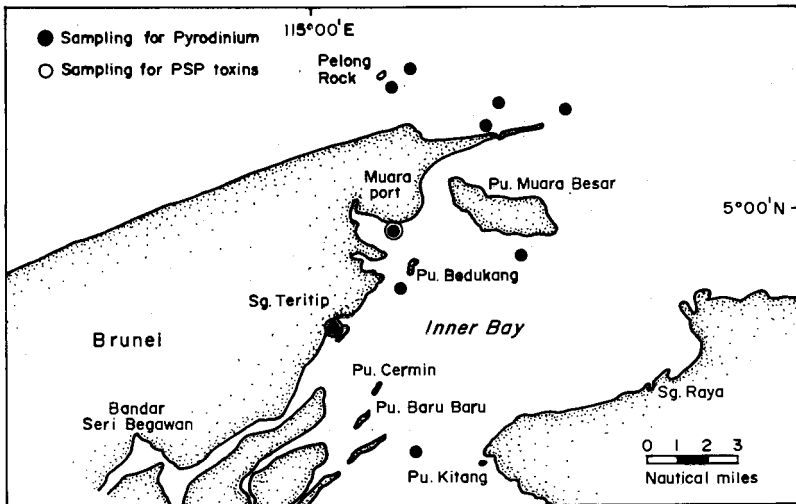 Sampling for Pyrodinium
Sampling for PSP toxins
115°00'E
Pelong
Rock
Muara
port
Pu. Muara Besar
5°00'N
Pu. Bedukang
Sg. Teritip
Inner Bay
Brunei
Pu. Cermin
Sg. Raya
Bandar
Seri Begawan
Pu. Baru Baru
Pu. Kitang
0 1 2 3
Nautical miles